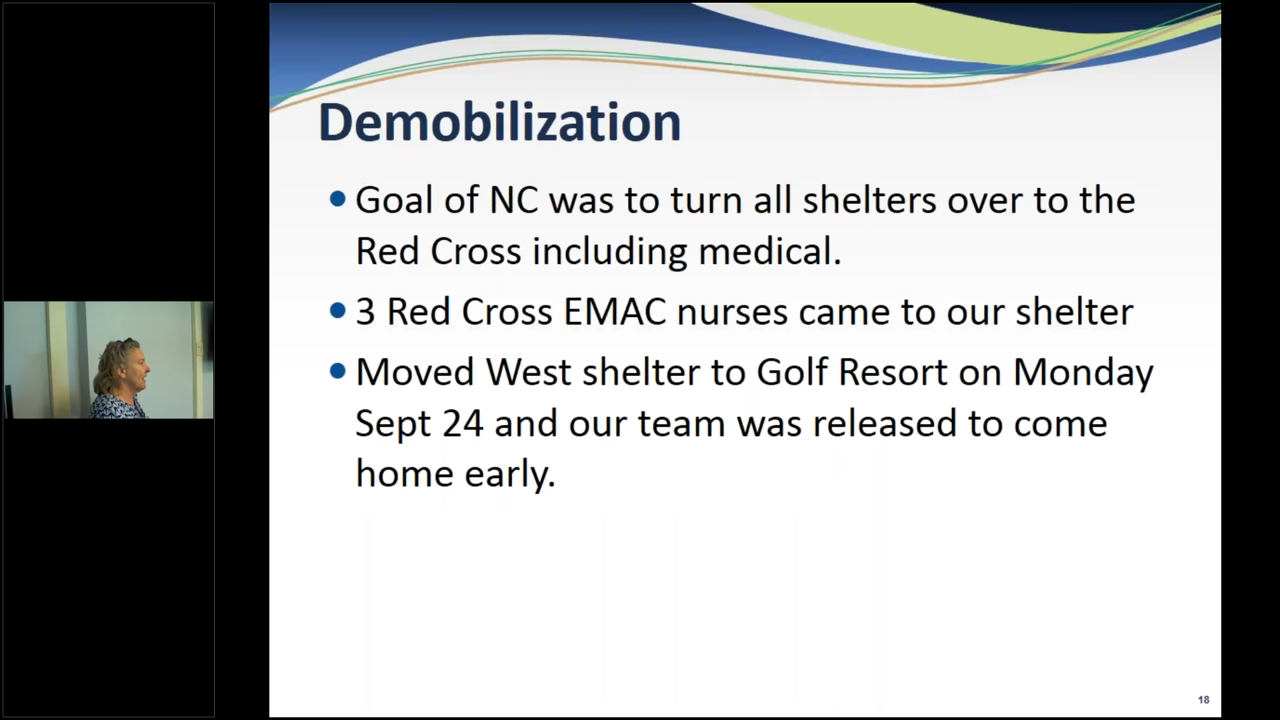 Demobilization
Goal of NC was to turn all shelters over to the
Red Cross including medical.
3 Red Cross EMAC nurses came to our shelter
Moved West shelter to Golf Resort on Monday
Sept 24 and our team was released to come
home early.
18